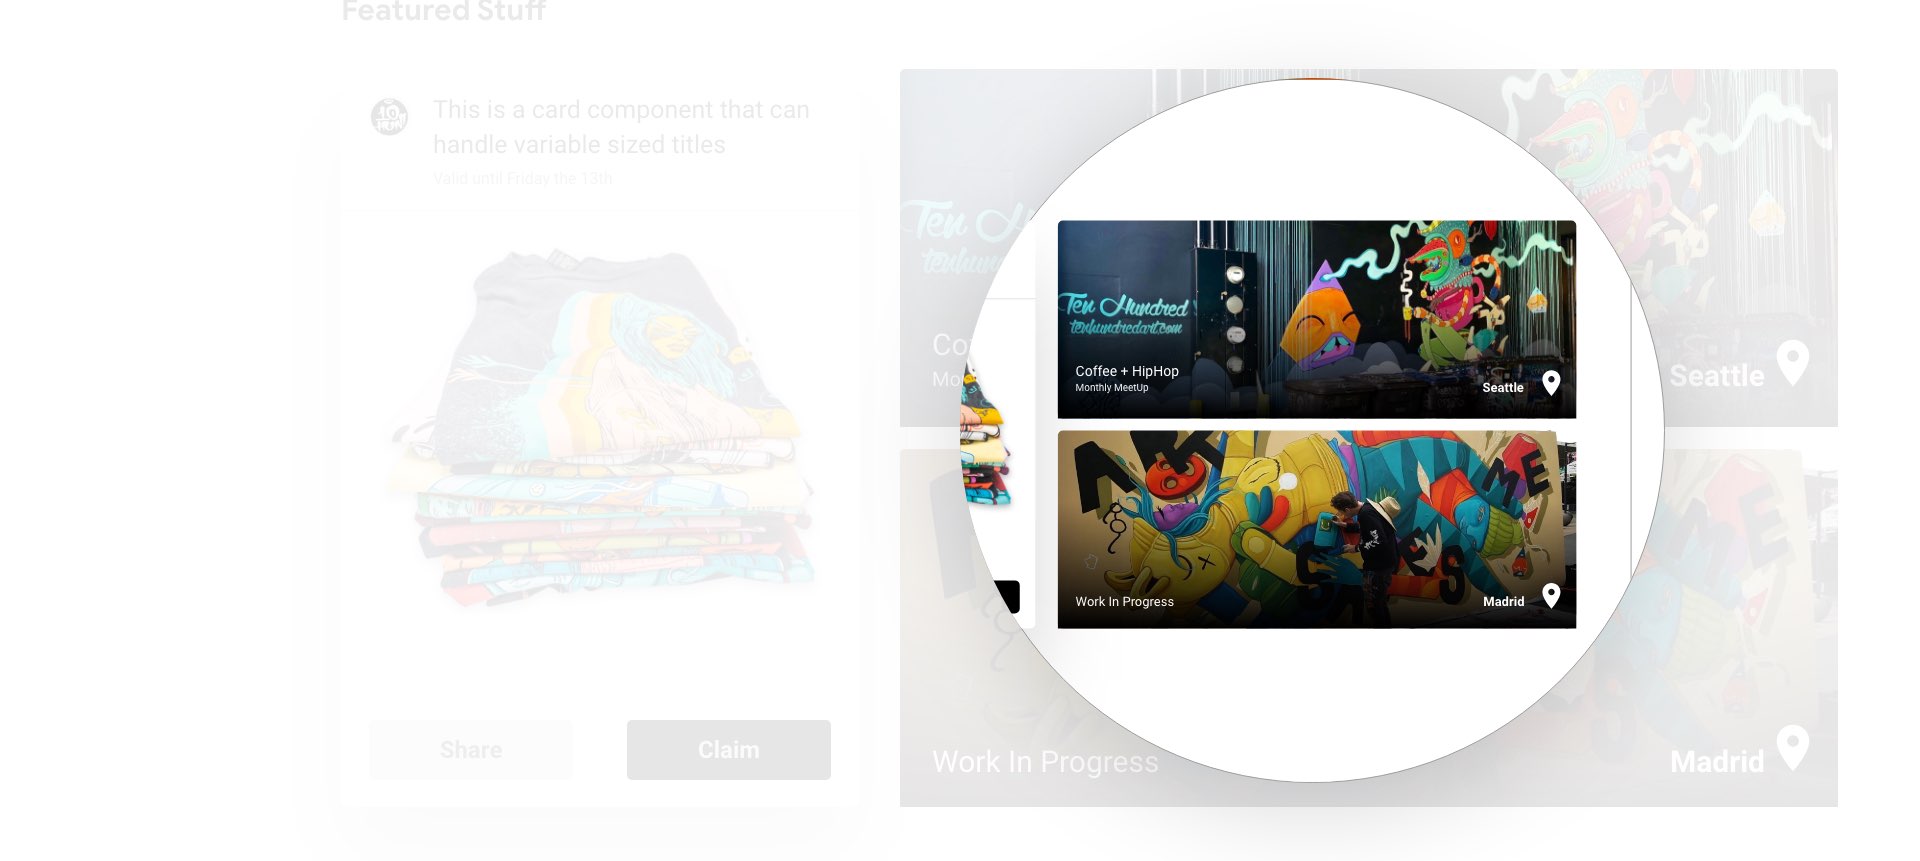 Featured Stuff
This is a card component that can
handle variable sized titles
Valid until Friday the 13th
Share
Claim
Ten H
tenhun
Co
Mo
Seattle
Work In Progress
Madrid
Ten Hundred
tenhundredart.com
Coffee + HipHop
Monthly MeetUp
Seattle
Work In Progress
Madrid